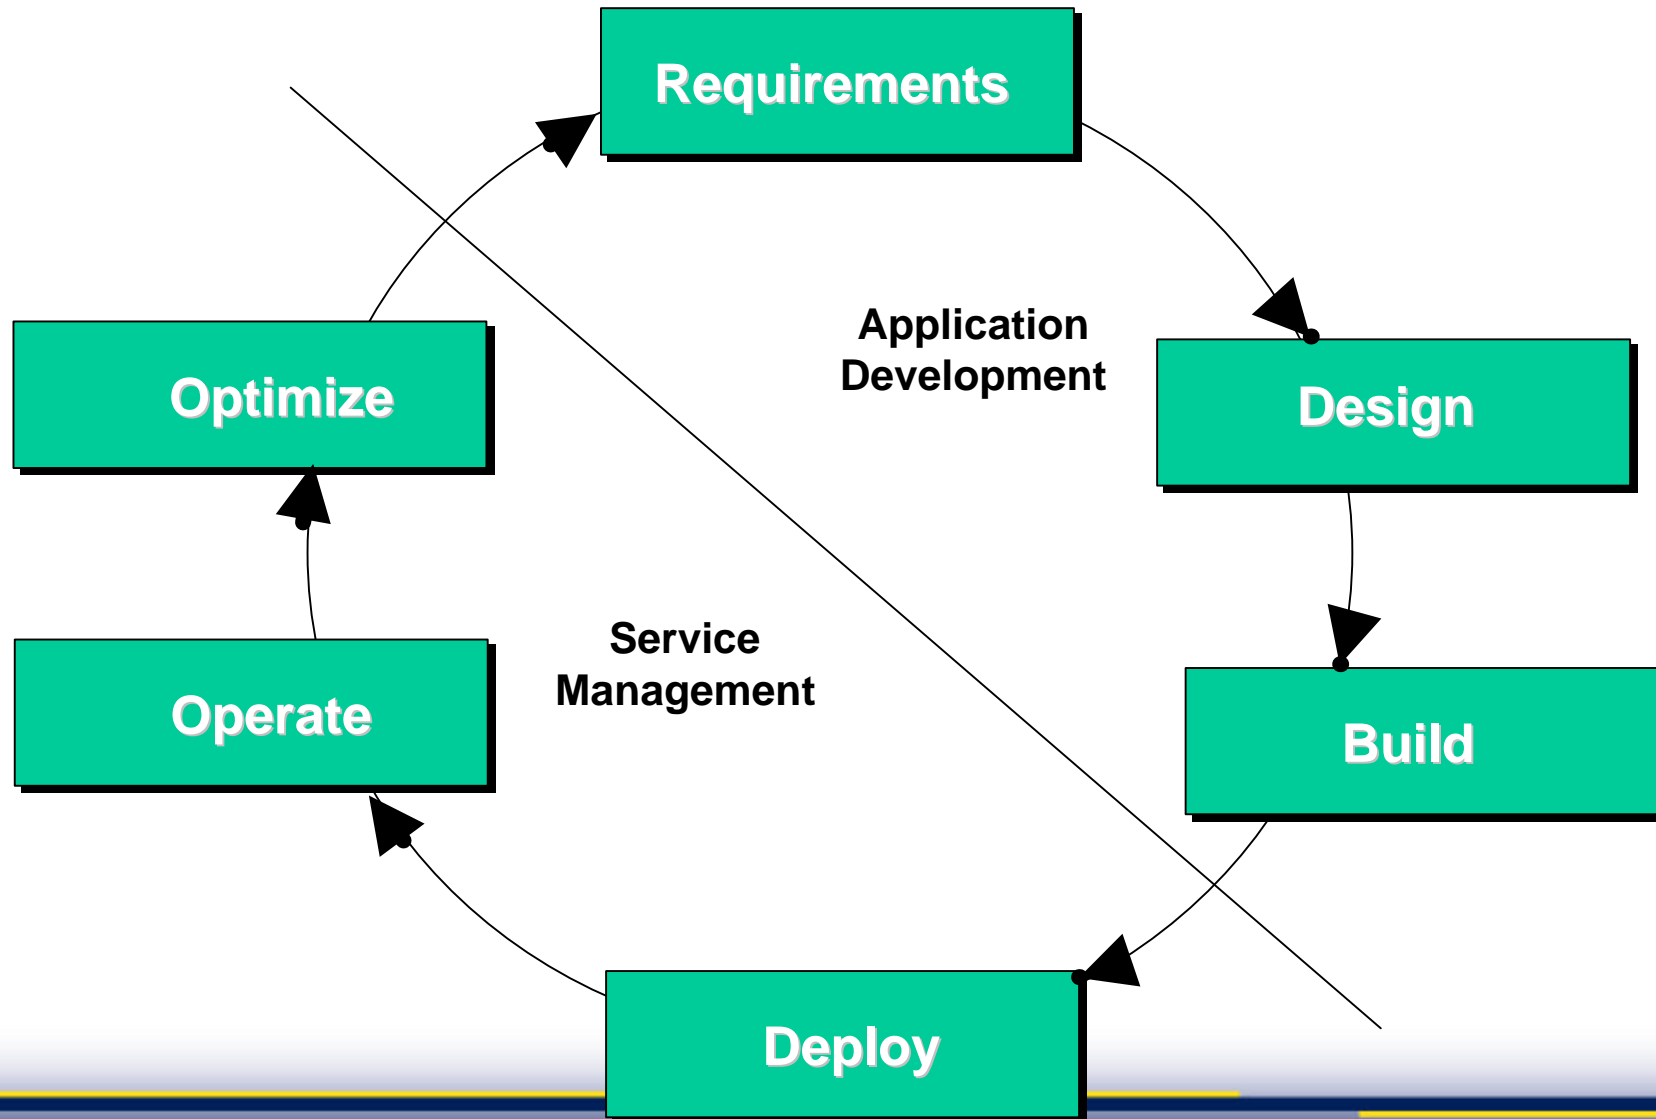 Requirements
Application
Development
Optimize
Design
Service
Management
Operate
Build
Deploy